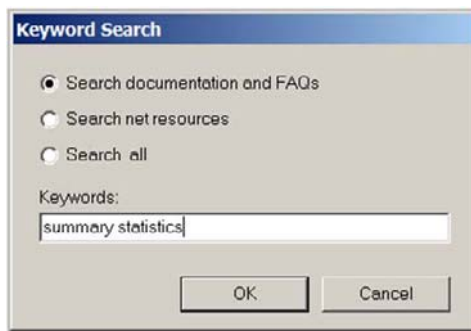 Keyword Search
Search documentation and FAQs
Search net resources
Search all
Keywords:
summary statistics
OK Cancel